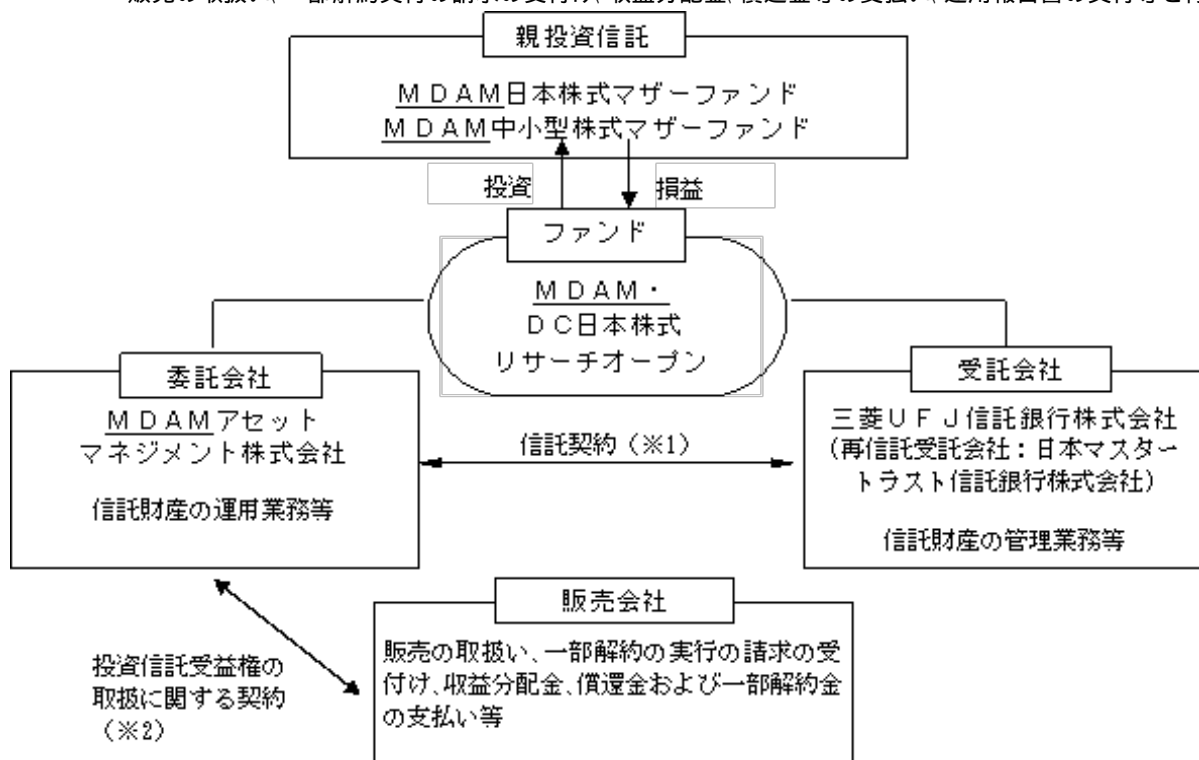 親投資信託
ＭＤＡＭ日本株式マザーファンド
ＭＤＡＭ中小型株式マザーファンド
投資
損益
ファンド
ＭＤＡＭ・
ＤＣ日本株式
リサーチオープン
委託会社
ＭＤＡＭアセット
マネジメント株式会社
信託財産の運用業務等
信託契約（※1）
受託会社
三菱ＵＦＪ信託銀行株式会社
（再信託受託会社：日本マスター
トラスト信託銀行株式会社）
信託財産の管理業務等
投資信託受益権の
取扱に関する契約
（※2）
販売会社
販売の取扱い、一部解約の実行の請求の受
付け、収益分配金、償還金および一部解約金
の支払い等